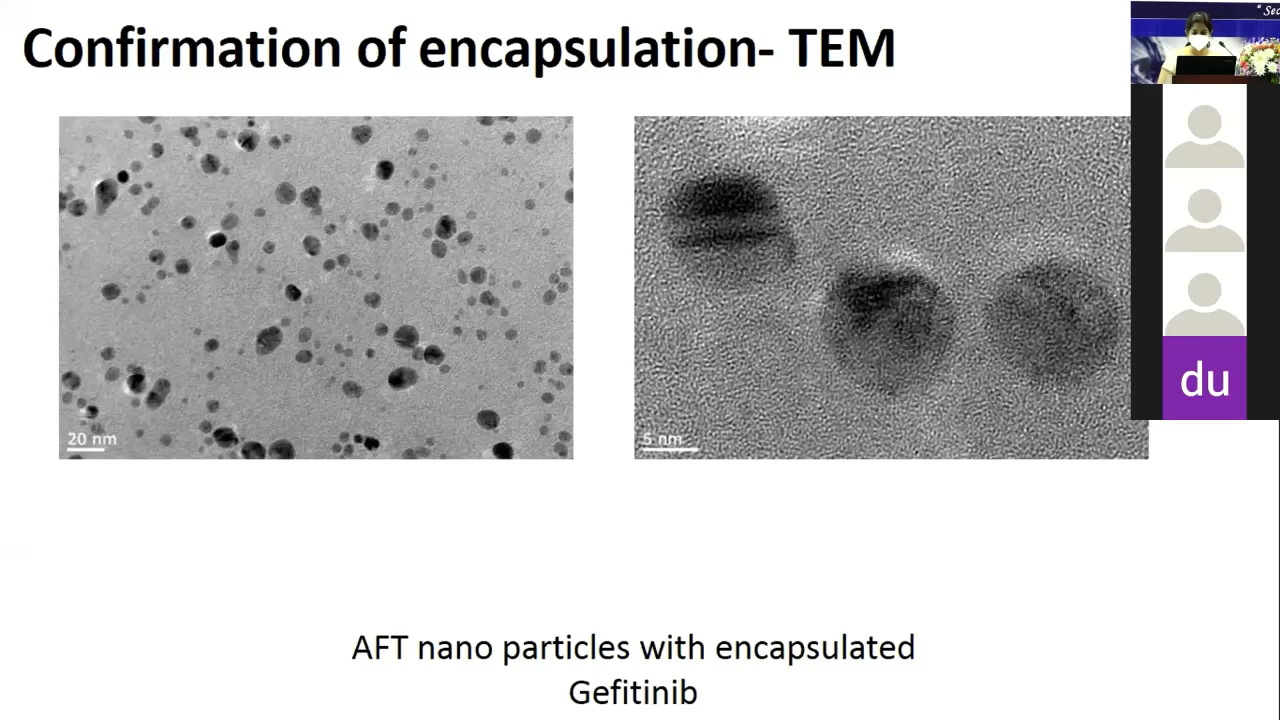 Confirmation of encapsulation- TEM
20 nm
5 nm
du
AFT nano particles with encapsulated
Gefitinib